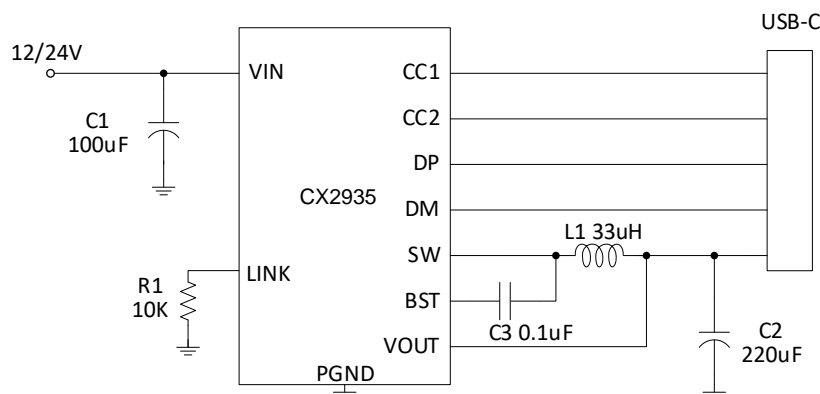 USB-C
12/24V
VIN
CC1
C1
100uF
CC2
DP
CX2935
DM
L1 33uH
SW
LINK
R1
10K
BST
C3 0.1uF
C2
220uF
VOUT
PGND